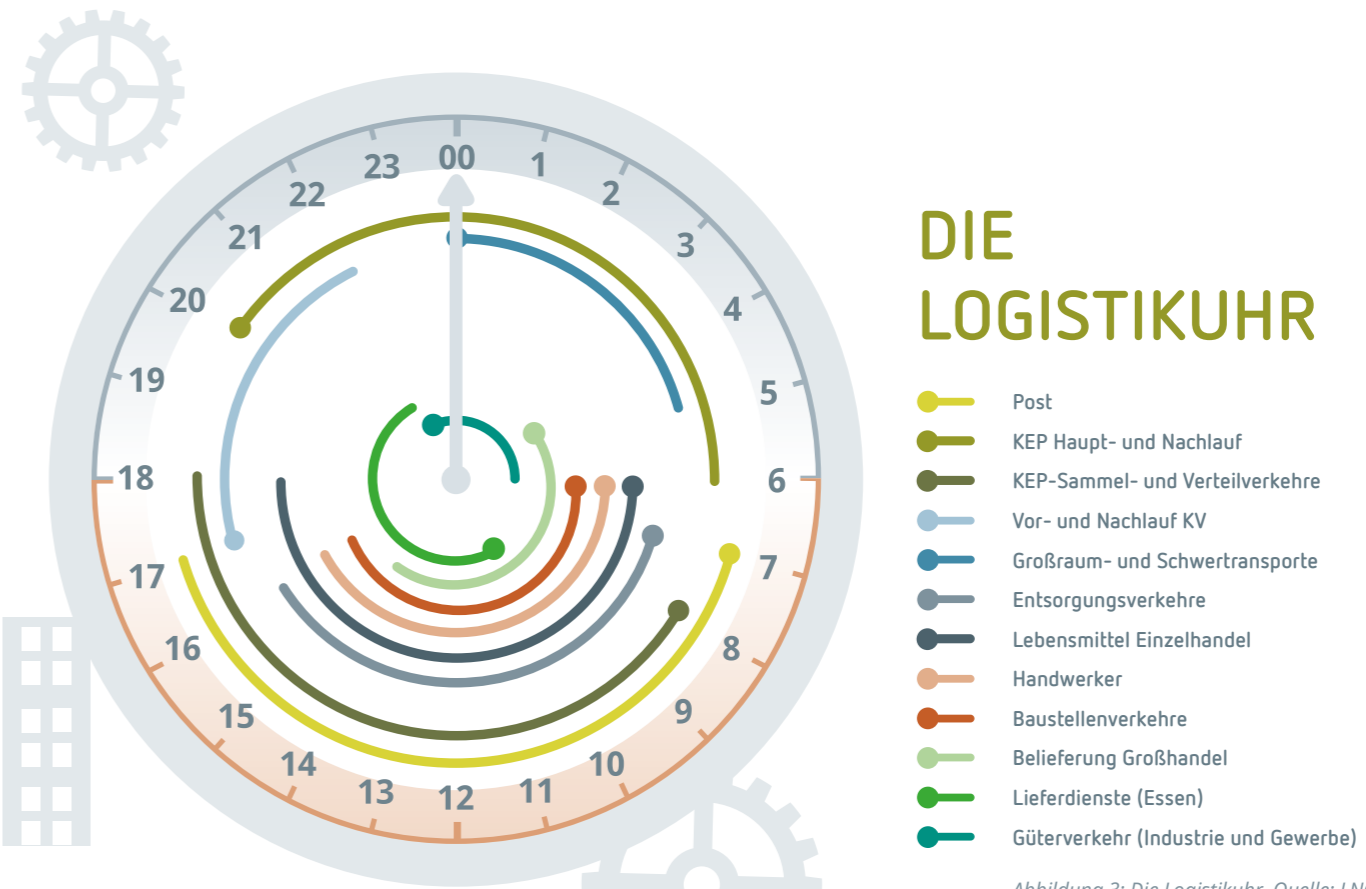 00
1
2
3
4
5
6
7
8
9
10
11
12
13
14
15
16
17
18
19
20
21
22
23
DIE
LOGISTIKUHR
Post
KEP Haupt- und Nachlauf
KEP-Sammel- und Verteilverkehre
Vor- und Nachlauf KV
Großraum- und Schwertransporte
Entsorgungsverkehre
Lebensmittel Einzelhandel
Handwerker
Baustellenverkehre
Belieferung Großhandel
Lieferdienste (Essen)
Güterverkehr (Industrie und Gewerbe)
Abbildung 3: Die Logistikuhr, Quelle: